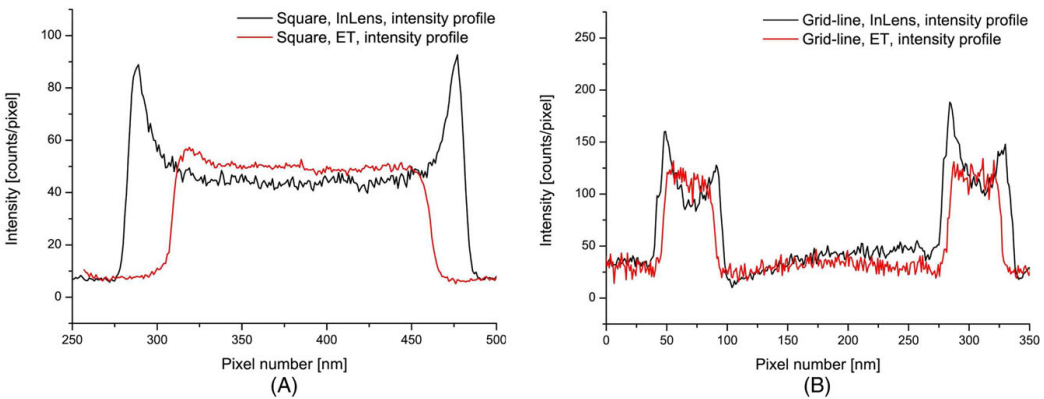 Square, InLens, intensity profile
Square, ET, intensity profile
100
80
60
40
20
0
Intensity [counts/pixel]
250 300 350 400 450 500
Pixel number [nm]
(A)
Grid-line, InLens, intensity profile
Grid-line, ET, intensity profile
250
200
150
100
50
0
Intensity [counts/pixel]
0 50 100 150 200 250 300 350
Pixel number [nm]
(B)